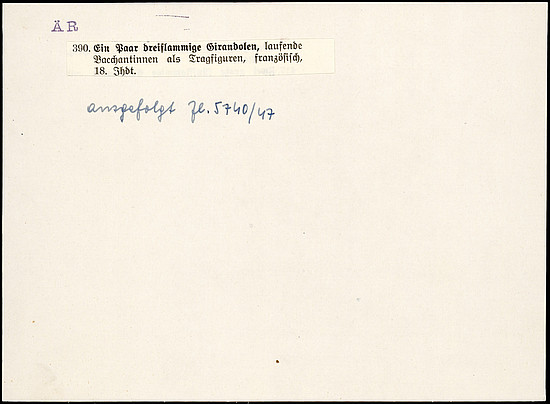 ÄR
390. Ein Paar dreiflammige Girandolen, laufende
Bacchantinnen als Tragfiguren, französisch,
18. Jhdt.
ausgefolgt Zl. 5740/47